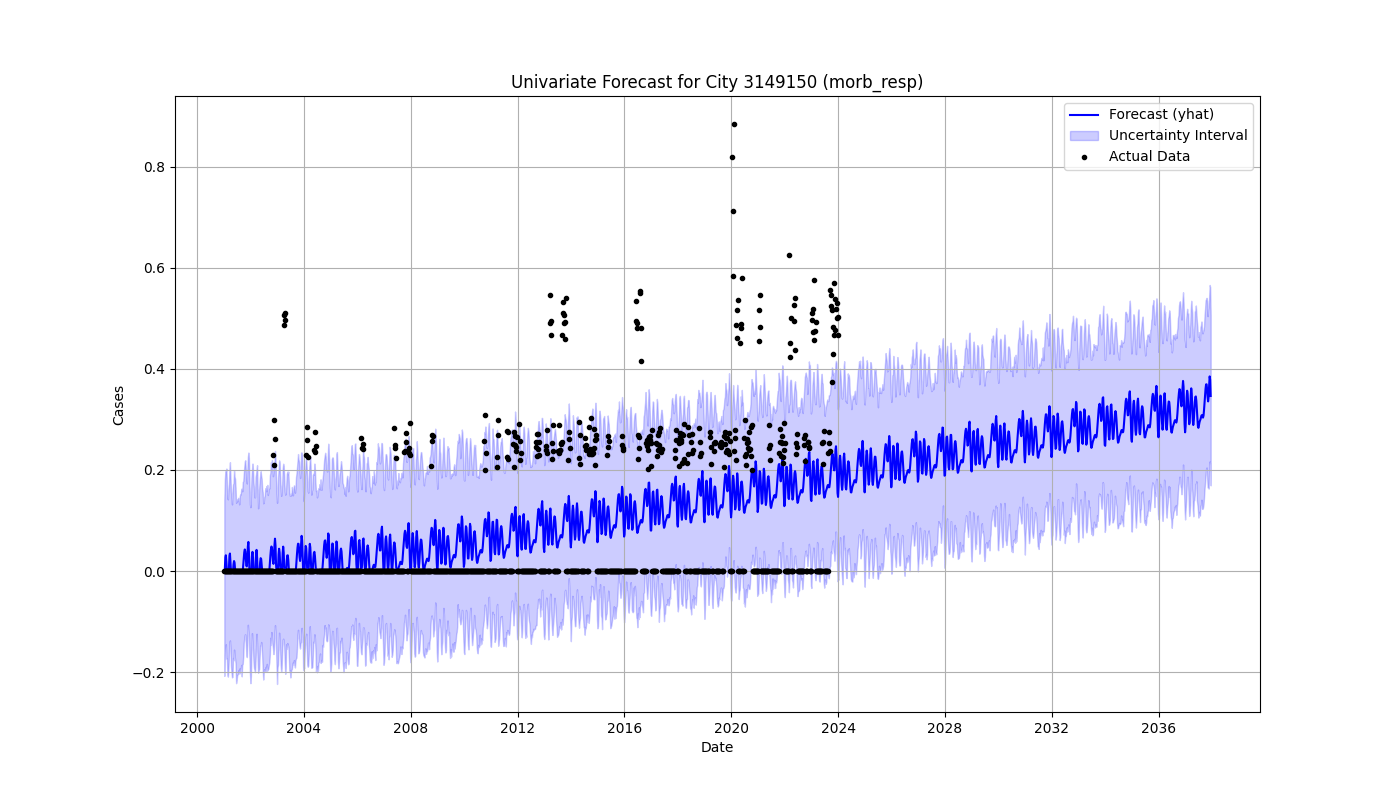 Univariate Forecast for City 3149150 (morb_resp)
Forecast (yhat)
Uncertainty Interval
Actual Data
Cases
0.8
0.6
0.4
0.2
0.0
−0.2
2000 2004 2008 2012 2016 2020 2024 2028 2032 2036
Date